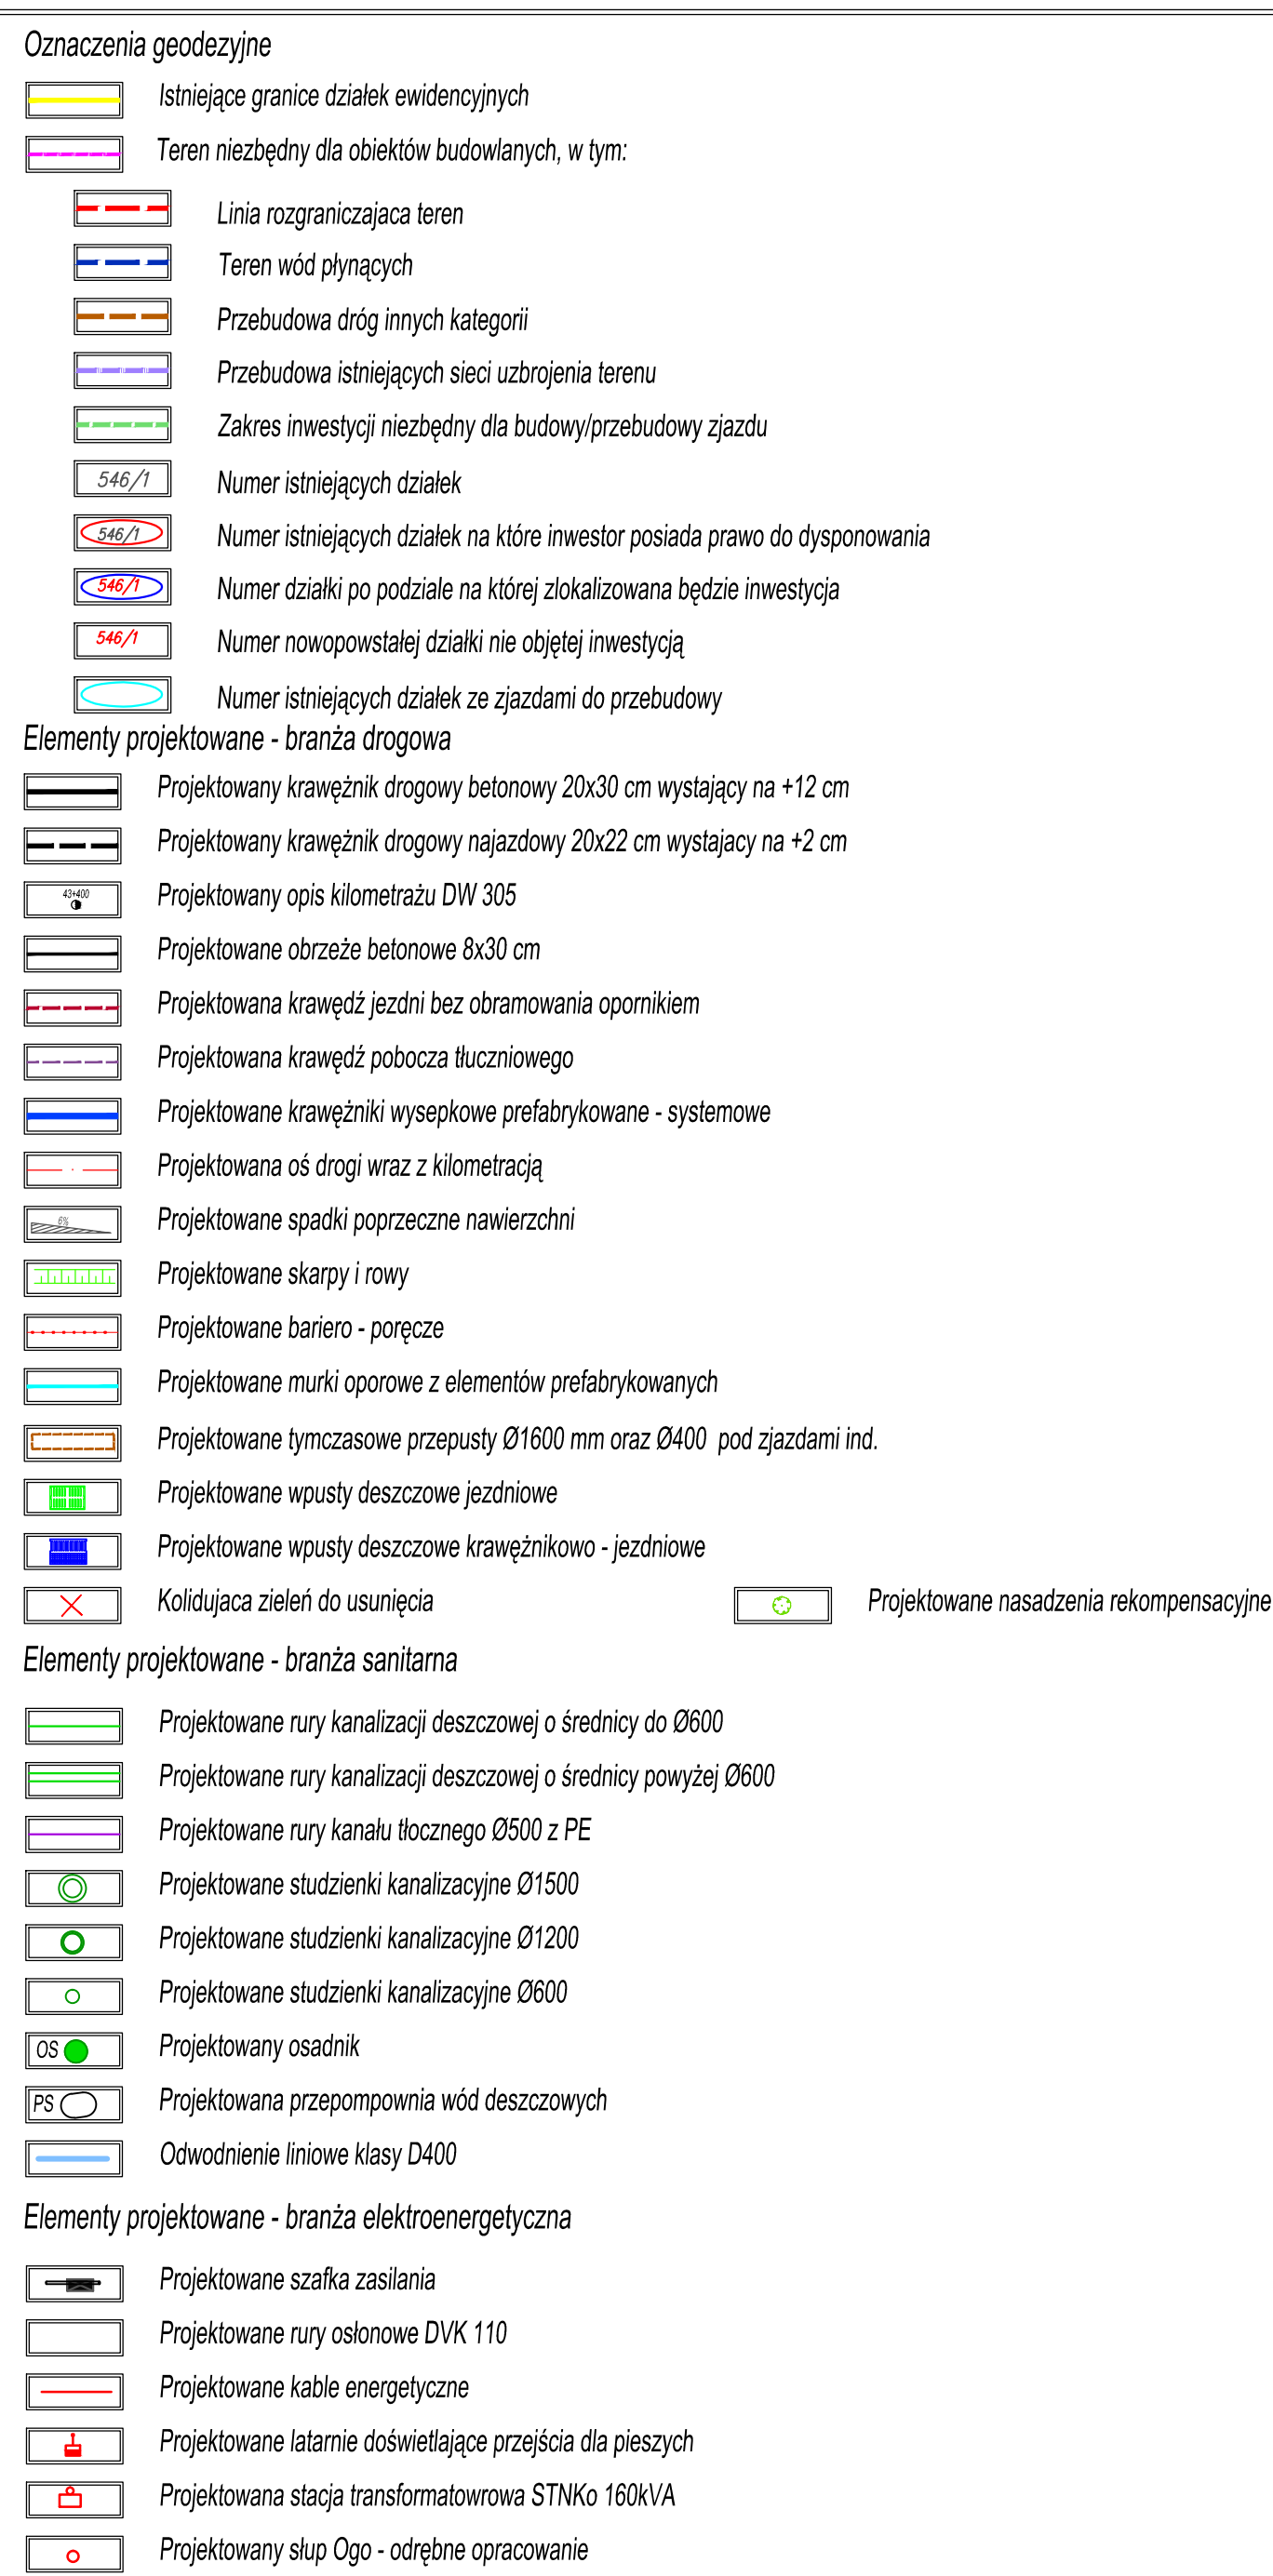 Oznaczenia geodezyjne
Istniejące granice działek ewidencyjnych
Teren niezbędny dla obiektów budowlanych, w tym:
Linia rozgraniczajaca teren
Teren wód płynących
Przebudowa dróg innych kategorii
Przebudowa istniejących sieci uzbrojenia terenu
Zakres inwestycji niezbędny dla budowy/przebudowy zjazdu
546/1 Numer istniejących działek
546/1 Numer istniejących działek na które inwestor posiada prawo do dysponowania
546/1 Numer działki po podziale na której zlokalizowana będzie inwestycja
546/1 Numer nowopowstałej działki nie objętej inwestycją
Numer istniejących działek ze zjazdami do przebudowy
Elementy projektowane - branża drogowa
Projektowany krawężnik drogowy betonowy 20x30 cm wystający na +12 cm
Projektowany krawężnik drogowy najazdowy 20x22 cm wystajacy na +2 cm
43+400 Projektowany opis kilometrażu DW 305
Projektowane obrzeże betonowe 8x30 cm
Projektowana krawędź jezdni bez obramowania opornikiem
Projektowana krawędź pobocza tłuczniowego
Projektowane krawężniki wysepkowe prefabrykowane - systemowe
Projektowana oś drogi wraz z kilometracją
6% Projektowane spadki poprzeczne nawierzchni
Projektowane skarpy i rowy
Projektowane bariero - poręcze
Projektowane murki oporowe z elementów prefabrykowanych
Projektowane tymczasowe przepusty Ø1600 mm oraz Ø400 pod zjazdami ind.
Projektowane wpusty deszczowe jezdniowe
Projektowane wpusty deszczowe krawężnikowo - jezdniowe
Kolidujaca zieleń do usunięcia Projektowane nasadzenia rekompensacyjne
Elementy projektowane - branża sanitarna
Projektowane rury kanalizacji deszczowej o średnicy do Ø600
Projektowane rury kanalizacji deszczowej o średnicy powyżej Ø600
Projektowane rury kanału tłocznego Ø500 z PE
Projektowane studzienki kanalizacyjne Ø1500
Projektowane studzienki kanalizacyjne Ø1200
Projektowane studzienki kanalizacyjne Ø600
OS Projektowany osadnik
PS Projektowana przepompownia wód deszczowych
Odwodnienie liniowe klasy D400
Elementy projektowane - branża elektroenergetyczna
Projektowane szafka zasilania
Projektowane rury osłonowe DVK 110
Projektowane kable energetyczne
Projektowane latarnie doświetlające przejścia dla pieszych
Projektowana stacja transformatowrowa STNKo 160kVA
Projektowany słup Ogo - odrębne opracowanie